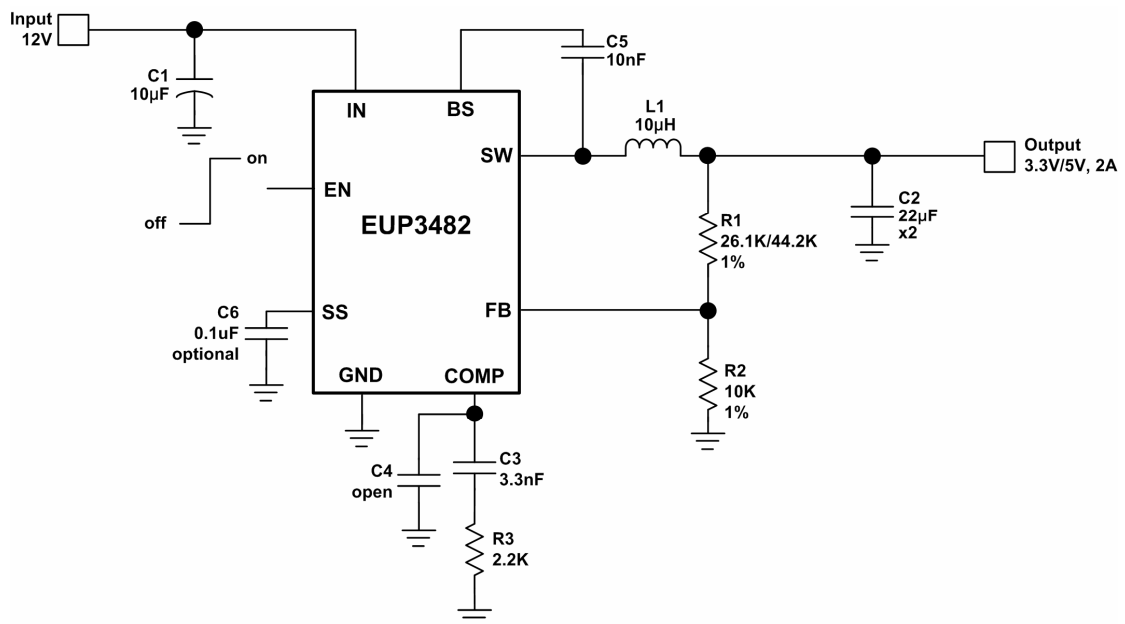 Input
12V
C1
10µF
IN
BS
C5
10nF
L1
10µH
SW
Output
3.3V/5V, 2A
on
off
EN
EUP3482
C2
22µF
x2
R1
26.1K/44.2K
1%
C6
0.1uF
optional
SS
FB
GND
COMP
R2
10K
1%
C4
open
C3
3.3nF
R3
2.2K